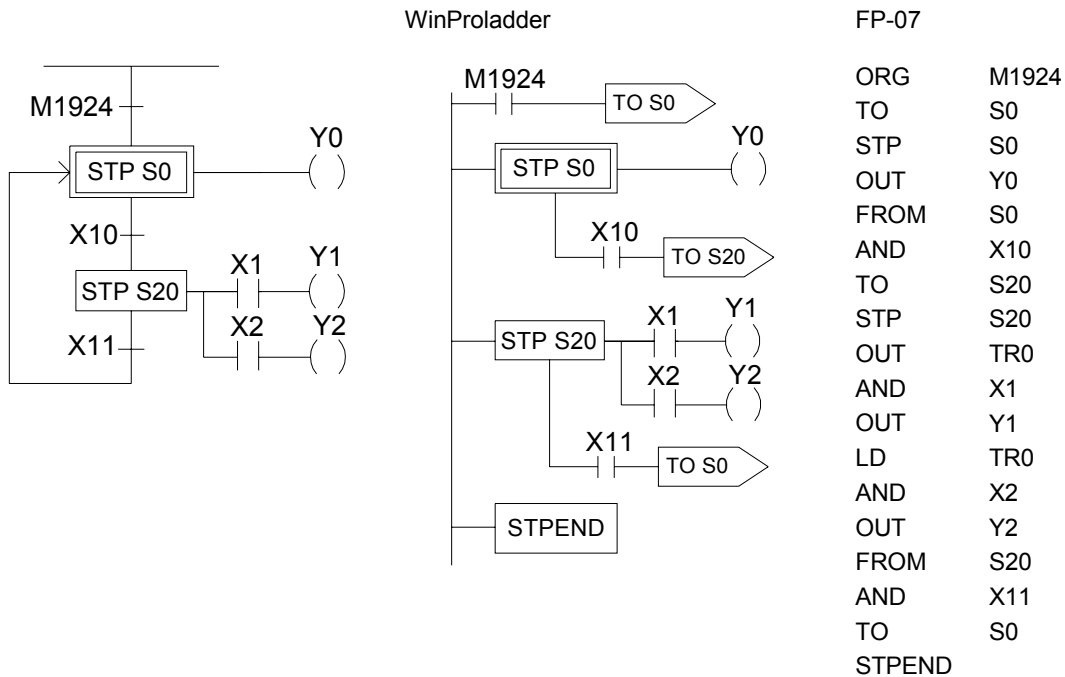 WinProladder
FP-07
M1924
STP S0
Y0
X10
STP S20
X1
Y1
X2
Y2
X11
M1924
TO S0
STP S0
Y0
X10
TO S20
STP S20
X1
Y1
X2
Y2
X11
TO S0
STPEND
ORG M1924
TO S0
STP S0
OUT Y0
FROM S0
AND X10
TO S20
STP S20
OUT TR0
AND X1
OUT Y1
LD TR0
AND X2
OUT Y2
FROM S20
AND X11
TO S0
STPEND